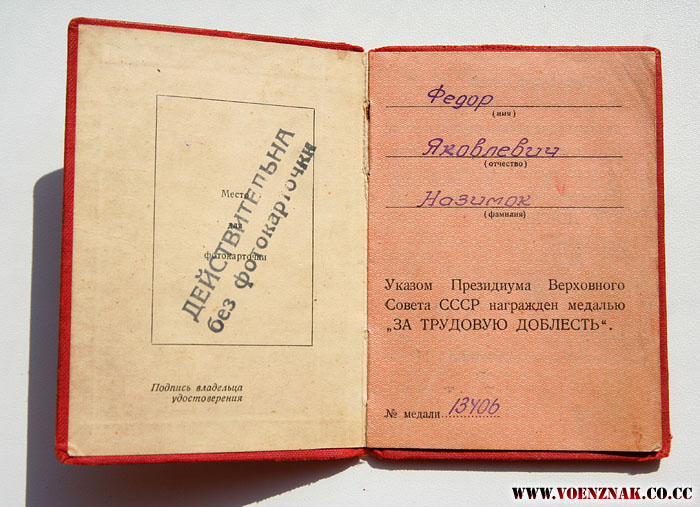 Место
для
фотокарточки
ДЕЙСТВИТЕЛЬНА
без фотокарточки
Подпись владельца
удостоверения
Федор
(имя)
Яковлевич
(отчество)
Назимок
(фамилия)
Указом Президиума Верховного
Совета СССР награжден медалью
„ЗА ТРУДОВУЮ ДОБЛЕСТЬ“.
№ медали 13406
WWW.VOENZNAK.CO.CC